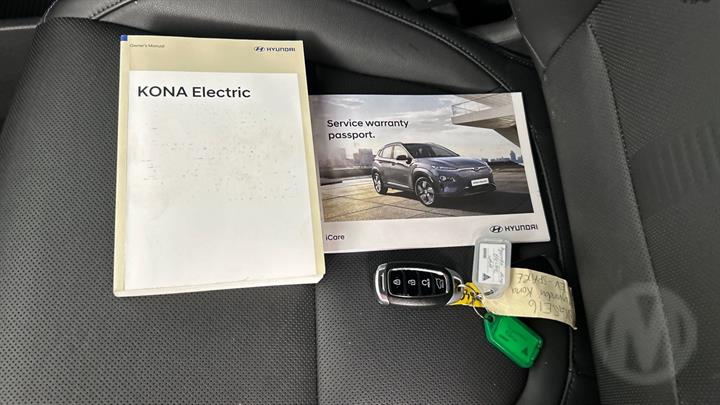 Owner's Manual
HYUNDAI
KONA Electric
Service warranty
passport.
iCare
HYUNDAI
M